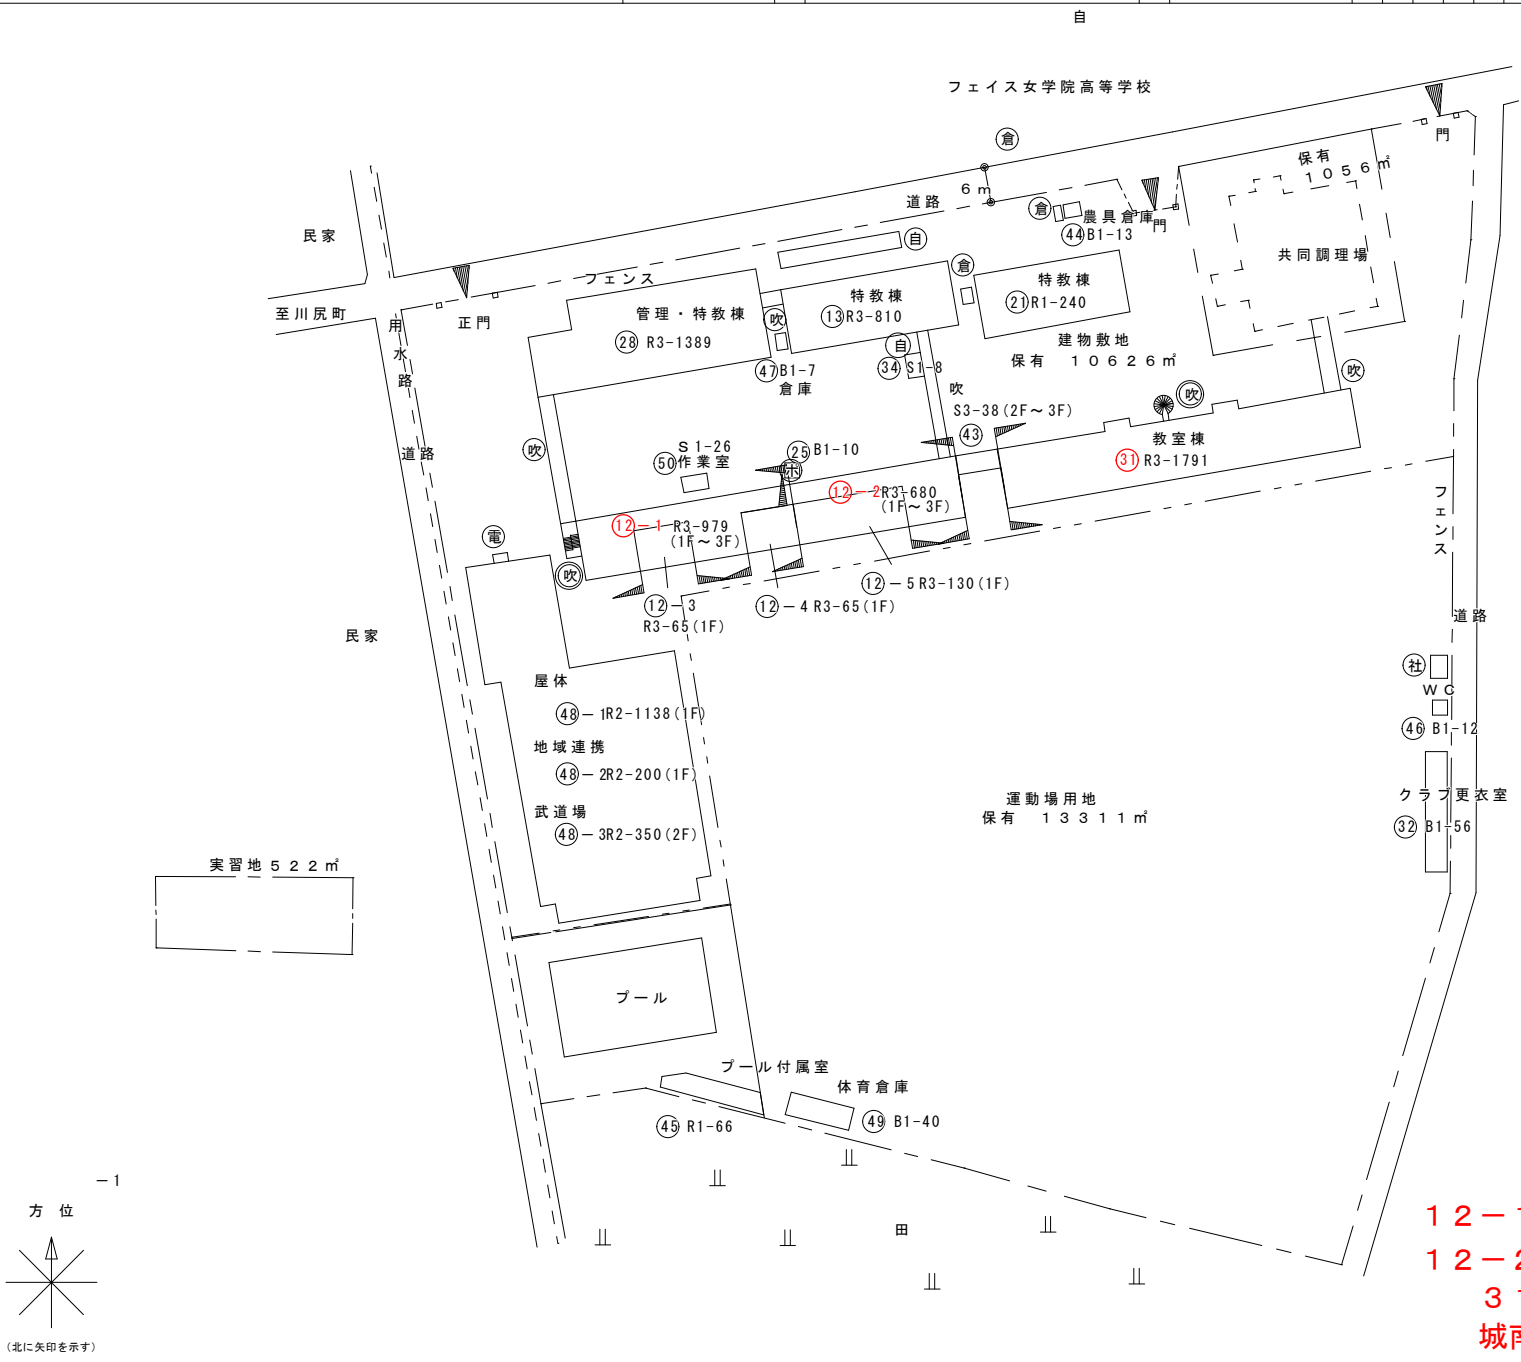 自
フェイス女学院高等学校
門
倉
保有
1056㎡
道路 6m
倉
農具倉庫
門
44 B1-13
民家
自
フェンス
倉
特教棟
21 R1-240
共同調理場
至川尻町
用水路
正門
管理・特教棟
28 R3-1389
吹
特教棟
13 R3-810
自
建物敷地
保有 10626㎡
47 B1-7
倉庫
34 S1-8
吹
吹
吹
S3-38(2F～3F)
43
道路
吹
S1-26
50 作業室
25 B1-10
ホ
教室棟
31 R3-1791
12-2 R3-680
(1F～3F)
フェンス
12-1 R3-979
(1F～3F)
電
吹
12-5 R3-130(1F)
12-4 R3-65(1F)
12-3
R3-65(1F)
道路
民家
社
WC
46 B1-12
屋体
48-1R2-1138(1F)
地域連携
48-2R2-200(1F)
武道場
48-3R2-350(2F)
運動場用地
保有 13311㎡
クラブ更衣室
32 B1-56
実習地522㎡
プール
プール付属室
45 R1-66
体育倉庫
49 B1-40
田
-1
方位
(北に矢印を示す)
12-1
12-2
31
城南